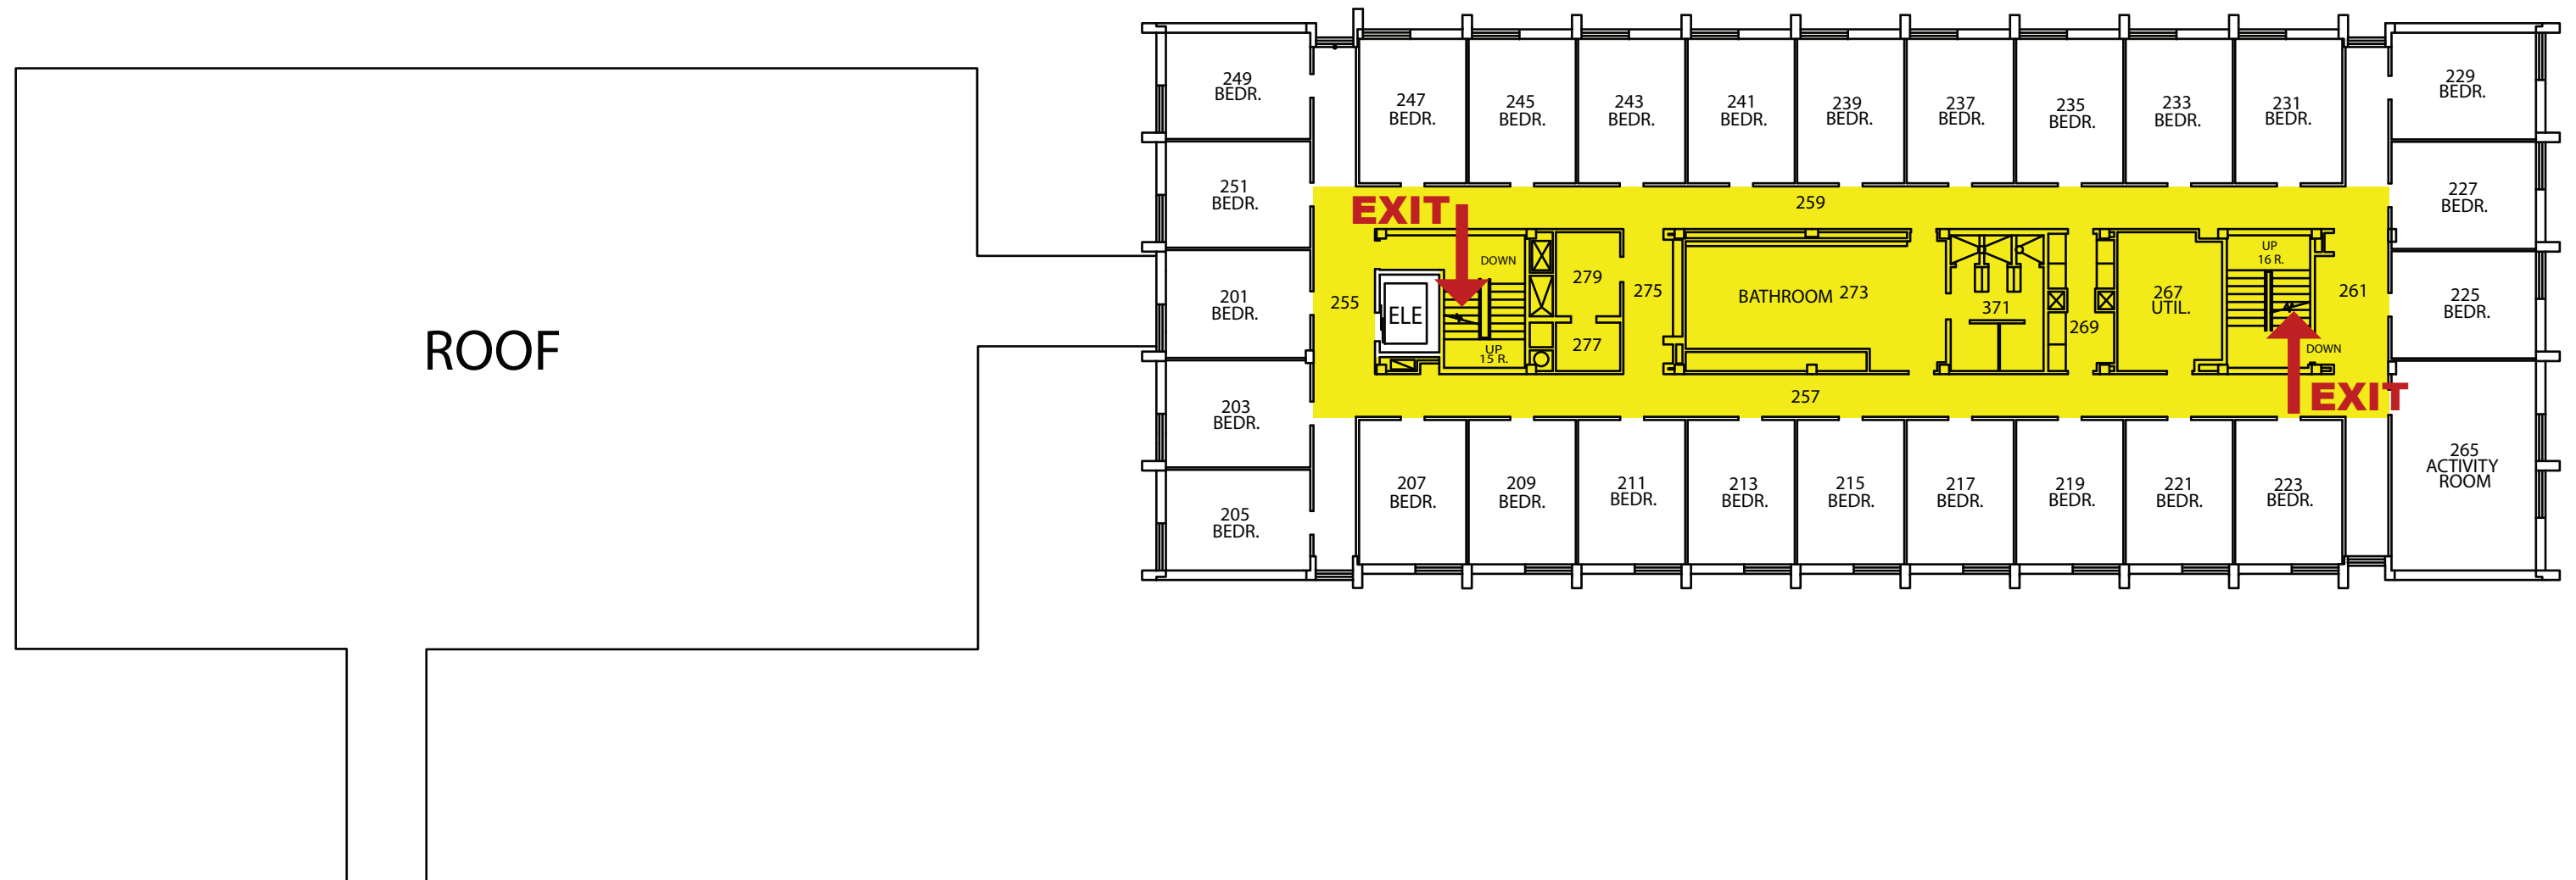 ROOF
249
BEDR.
251
BEDR.
201
BEDR.
203
BEDR.
205
BEDR.
247
BEDR.
245
BEDR.
243
BEDR.
241
BEDR.
239
BEDR.
237
BEDR.
235
BEDR.
233
BEDR.
231
BEDR.
229
BEDR.
227
BEDR.
225
BEDR.
265
ACTIVITY
ROOM
259
EXIT
DOWN
255
ELE
UP
15 R.
279
277
275
BATHROOM 273
371
269
267
UTIL.
UP
16 R.
261
DOWN
EXIT
257
207
BEDR.
209
BEDR.
211
BEDR.
213
BEDR.
215
BEDR.
217
BEDR.
219
BEDR.
221
BEDR.
223
BEDR.